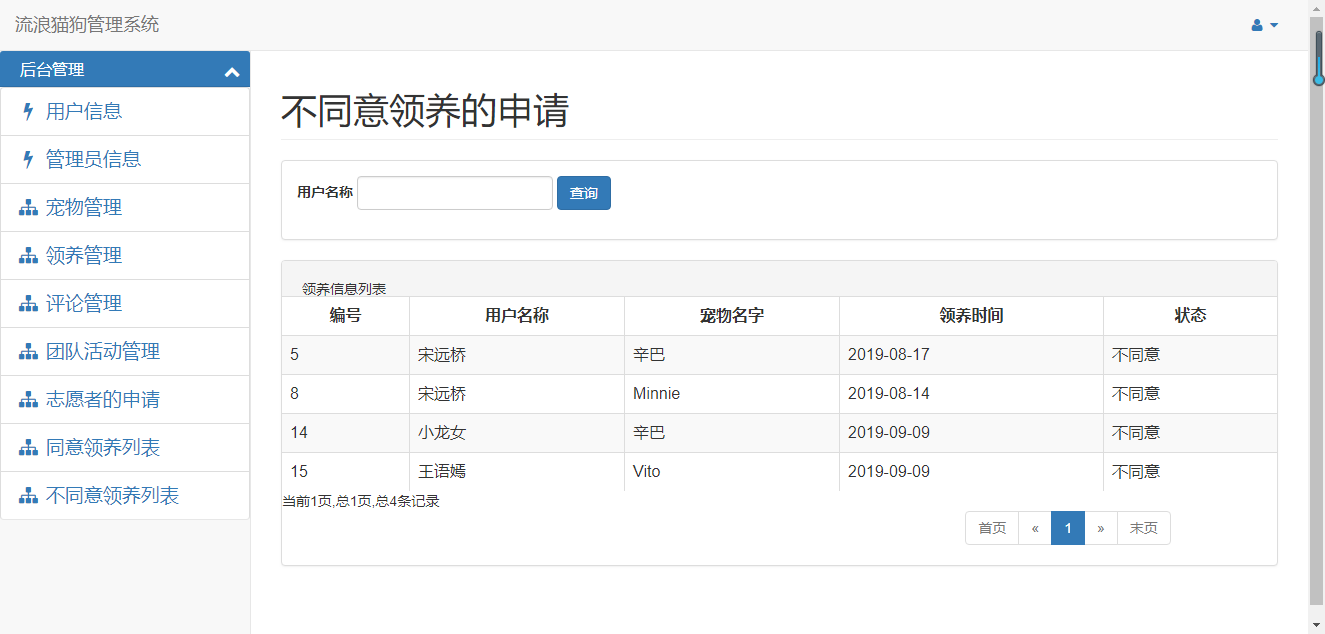 流浪猫狗管理系统
后台管理
用户信息
管理员信息
宠物管理
领养管理
评论管理
团队活动管理
志愿者的申请
同意领养列表
不同意领养列表
不同意领养的申请
用户名称 查询
领养信息列表
编号 用户名称 宠物名字 领养时间 状态
5 宋远桥 辛巴 2019-08-17 不同意
8 宋远桥 Minnie 2019-08-14 不同意
14 小龙女 辛巴 2019-09-09 不同意
15 王语嫣 Vito 2019-09-09 不同意
当前1页,总1页,总4条记录
首页 « 1 » 末页